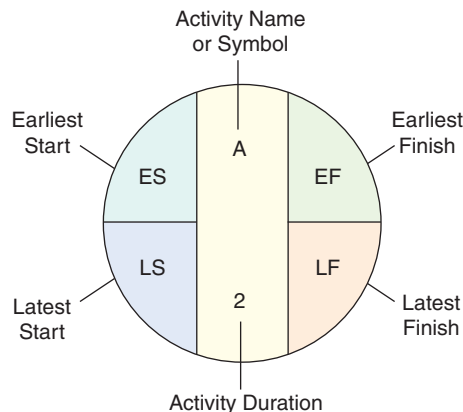 Activity Name
or Symbol
Earliest
Start
Earliest
Finish
A
ES
EF
LS
LF
2
Latest
Start
Latest
Finish
Activity Duration